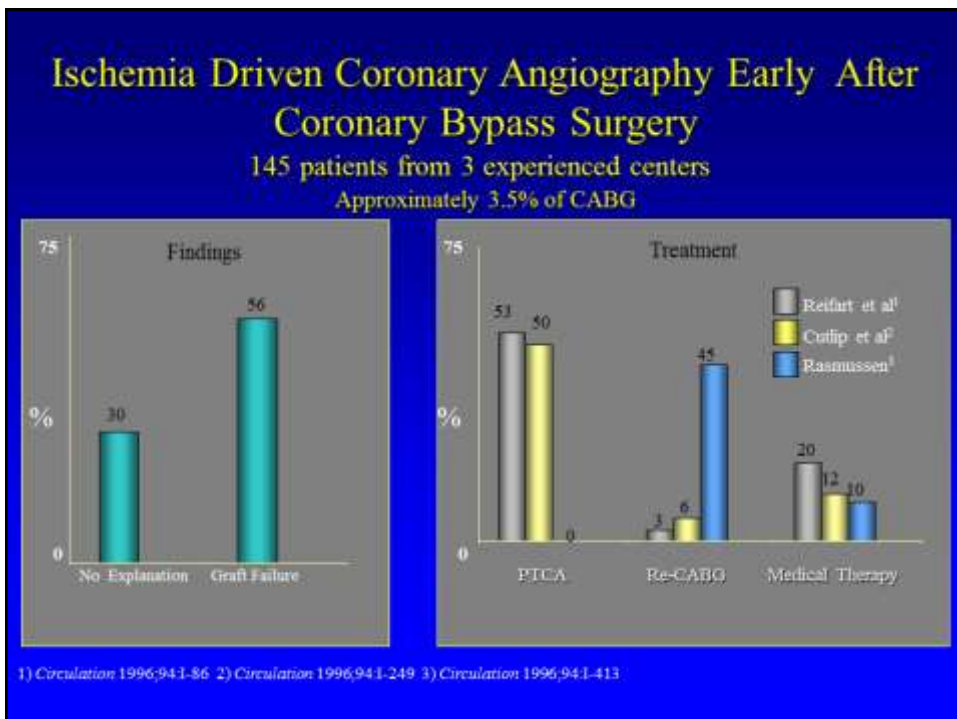 Ischemia Driven Coronary Angiography Early After
Coronary Bypass Surgery
145 patients from 3 experienced centers
Approximately 3.5% of CABG
75
Findings
56
%
30
0
No Explanation Graft Failure
75
Treatment
Reifart et al¹
Cutlip et al²
Rasmussen³
53
50
45
%
20
12
10
3
6
0
0
PTCA Re-CABG Medical Therapy
1) Circulation 1996;94:I-86 2) Circulation 1996;94:I-249 3) Circulation 1996;94:I-413